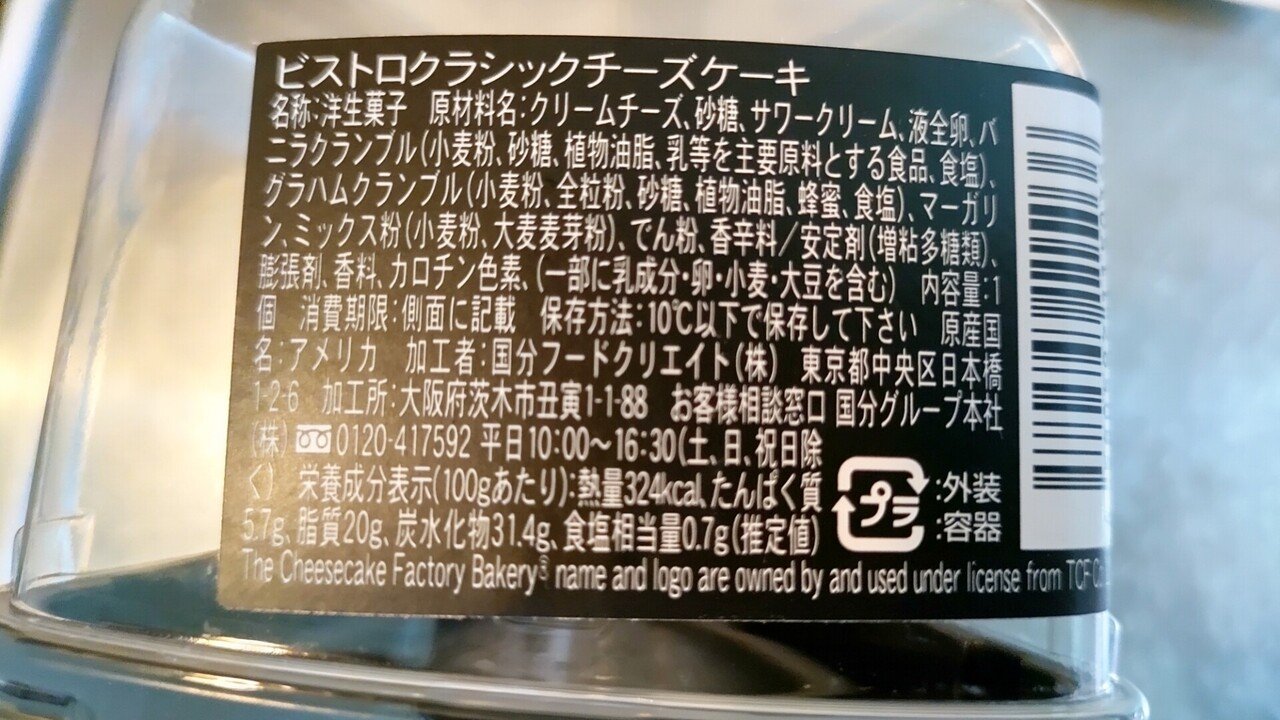 ビストロクラシックチーズケーキ
名称:洋生菓子 原材料名:クリームチーズ、砂糖、サワークリーム、液全卵、バ
ニラクランブル(小麦粉、砂糖、植物油脂、乳等を主要原料とする食品、食塩)、
グラハムクランブル(小麦粉、全粒粉、砂糖、植物油脂、蜂蜜、食塩)、マーガリ
ン、ミックス粉(小麦粉、大麦麦芽粉)、でん粉、香辛料/安定剤(増粘多糖類)、
膨張剤、香料、カロチン色素、(一部に乳成分・卵・小麦・大豆を含む) 内容量:1
個 消費期限:側面に記載 保存方法:10℃以下で保存して下さい 原産国
名:アメリカ 加工者:国分フードクリエイト(株) 東京都中央区日本橋
1-2-6 加工所:大阪府茨木市丑寅1-1-88 お客様相談窓口 国分グループ本社
(株) 0120-417592 平日10:00〜16:30(土、日、祝日除
く) 栄養成分表示(100gあたり):熱量324kcal、たんぱく質
5.7g、脂質20g、炭水化物31.4g、食塩相当量0.7g(推定値)
プラ :外装
:容器
The Cheesecake Factory Bakery® name and logo are owned by and used under license from TCF